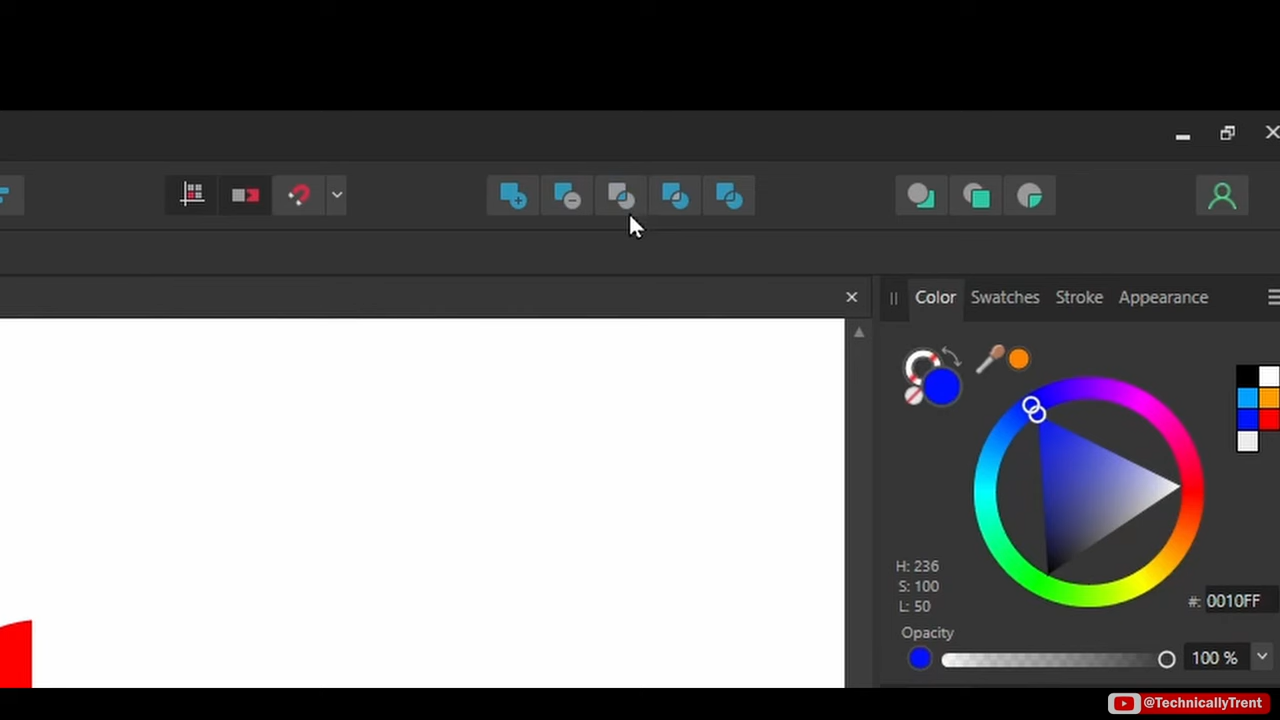 Color Swatches Stroke Appearance
H: 236
S: 100
L: 50
#: 0010FF
Opacity
100 %
@TechnicallyTrent